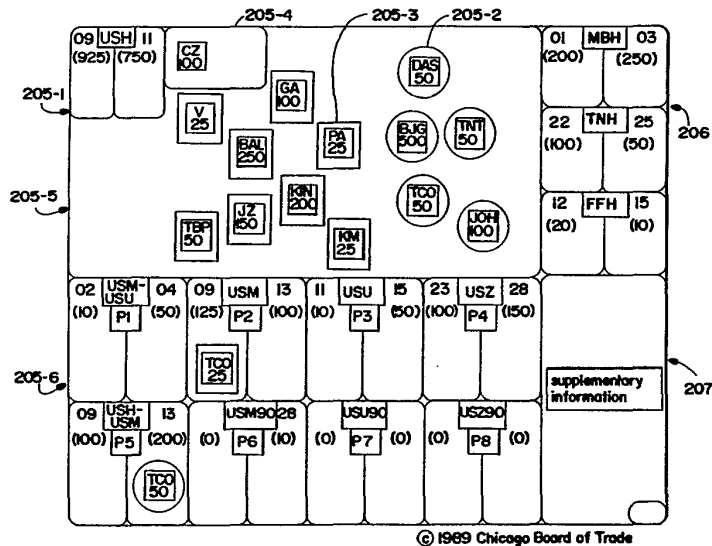 205-4
205-3
205-2
205-1
205-5
205-6
206
207
09 USH 11
(925) (750)
CZ
100
GA
100
DAS
50
V
25
BAL
250
PA
25
BJG
500
TNT
50
TBP
50
JZ
150
KIN
200
KM
25
TCO
50
JOH
100
01 MBH 03
(200) (250)
22 TNH 25
(100) (50)
12 FFH 15
(20) (10)
02 USM-USU 04
(10) P1 (50)
09 USM 13
(125) P2 (100)
TCO
25
11 USU 15
(10) P3 (50)
23 USZ 28
(100) P4 (150)
09 USH-USM 13
(100) P5 (200)
TCO
50
USM90 28
(0) P6 (10)
USU90
(0) P7 (0)
USZ90
(0) P8 (0)
supplementary
information
© 1989 Chicago Board of Trade